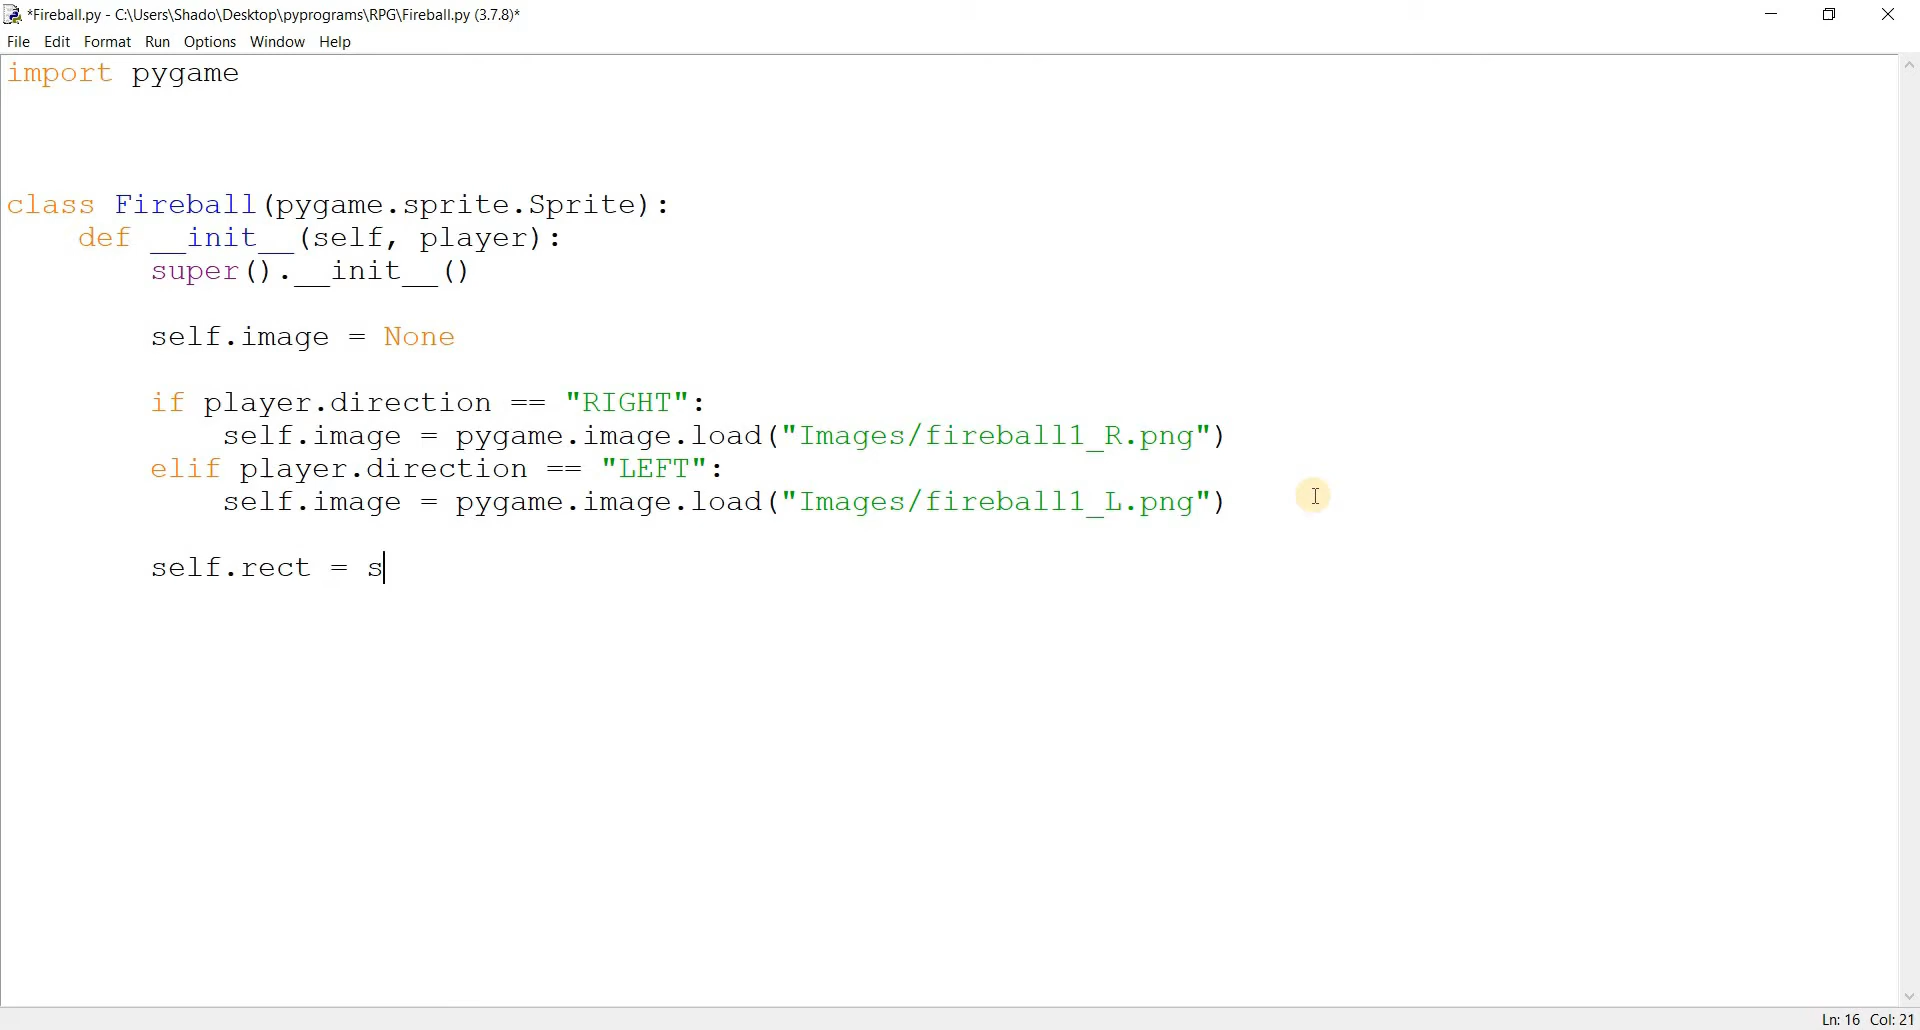 *Fireball.py - C:\Users\Shado\Desktop\pyprograms\RPG\Fireball.py (3.7.8)*
File Edit Format Run Options Window Help
import pygame
class Fireball(pygame.sprite.Sprite):
    def __init__(self, player):
        super().__init__()
        self.image = None
        if player.direction == "RIGHT":
            self.image = pygame.image.load("Images/fireball1_R.png")
        elif player.direction == "LEFT":
            self.image = pygame.image.load("Images/fireball1_L.png")
        self.rect = s
Ln: 16 Col: 21